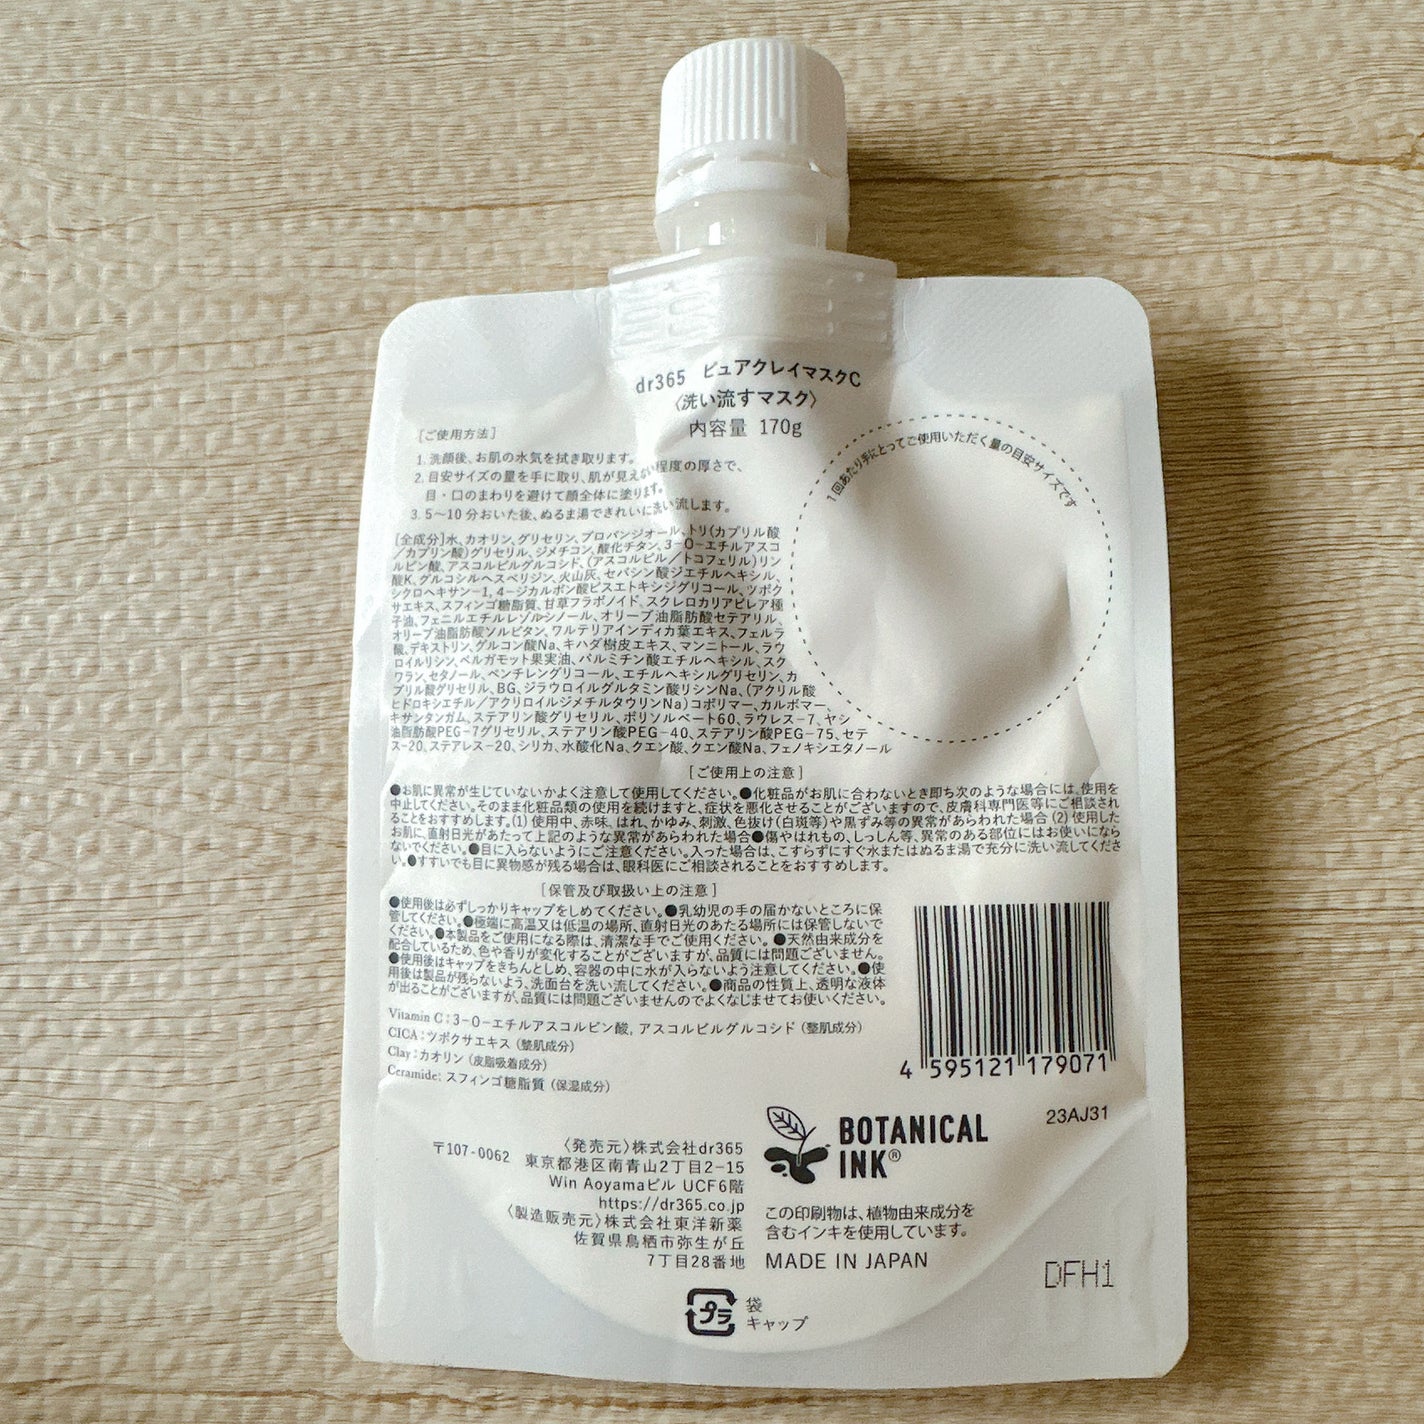 dr365 ピュアクレイマスクC
〈洗い流すマスク〉
内容量 170g
1回あたり手にとってご使用いただく量の目安サイズです
[ご使用方法]
1. 洗顔後、お肌の水気を拭き取ります。
2. 目安サイズの量を手に取り、肌が見えない程度の厚さで、
目・口のまわりを避けて顔全体に塗ります。
3. 5〜10分おいた後、ぬるま湯できれいに洗い流します。
[全成分]水、カオリン、グリセリン、プロパンジオール、トリ(カプリル酸
/カプリン酸)グリセリル、ジメチコン、酸化チタン、3-O-エチルアスコ
ルビン酸、アスコルビルグルコシド、(アスコルビル/トコフェリル)リン
酸K、グルコシルヘスペリジン、火山灰、セバシン酸ジエチルヘキシル、
シクロヘキサン-1,4-ジカルボン酸ビスエトキシジグリコール、ツボク
サエキス、スフィンゴ糖脂質、甘草フラボノイド、スクレロカリアビレア種
子油、フェニルエチルレゾルシノール、オリーブ油脂肪酸セテアリル、
オリーブ油脂肪酸ソルビタン、ワルテリアインディカ葉エキス、フェルラ
酸、デキストリン、グルコン酸Na、キハダ樹皮エキス、マンニトール、ラウ
ロイルリシン、ベルガモット果実油、パルミチン酸エチルヘキシル、スク
ワラン、セタノール、ペンチレングリコール、エチルヘキシルグリセリン、カ
プリル酸グリセリル、BG、ジラウロイルグルタミン酸リシンNa、(アクリル酸
ヒドロキシエチル/アクリロイルジメチルタウリンNa)コポリマー、カルボマー、
キサンタンガム、ステアリン酸グリセリル、ポリソルベート60、ラウレス-7、ヤシ
油脂肪酸PEG-7グリセリル、ステアリン酸PEG-40、ステアリン酸PEG-75、セテ
ス-20、ステアレス-20、シリカ、水酸化Na、クエン酸、クエン酸Na、フェノキシエタノール
[ご使用上の注意]
●お肌に異常が生じていないかよく注意して使用してください。●化粧品がお肌に合わないとき即ち次のような場合には、使用を
中止してください。そのまま化粧品類の使用を続けますと、症状を悪化させることがございますので、皮膚科専門医等にご相談され
ることをおすすめします。(1) 使用中、赤味、はれ、かゆみ、刺激、色抜け(白斑等)や黒ずみ等の異常があらわれた場合 (2) 使用した
お肌に、直射日光があたって上記のような異常があらわれた場合●傷やはれもの、しっしん等、異常のある部位にはお使いになら
ないでください。●目に入らないようにご注意ください。入った場合は、こすらずにすぐ水またはぬるま湯で充分に洗い流してくださ
い。●すすいでも目に異物感が残る場合は、眼科医にご相談されることをおすすめします。
[保管及び取扱い上の注意]
●使用後は必ずしっかりキャップをしめてください。●乳幼児の手の届かないところに保
管してください。●極端に高温又は低温の場所、直射日光のあたる場所には保管しないで
ください。●本製品をご使用になる際は、清潔な手でご使用ください。●天然由来成分を
配合しているため、色や香りが変化することがございますが、品質には問題ございません。
●使用後はキャップをきちんとしめ、容器の中に水が入らないよう注意してください。●使
用後は製品が残らないよう、洗面台を洗い流してください。●商品の性質上、透明な液体
が出ることがございますが、品質には問題ございませんのでよくなじませてお使いください。
Vitamin C：3-O-エチルアスコルビン酸, アスコルビルグルコシド (整肌成分)
CICA：ツボクサエキス (整肌成分)
Clay：カオリン (皮脂吸着成分)
Ceramide: スフィンゴ糖脂質 (保湿成分)
4 595121 179071
23AJ31
〈発売元〉株式会社dr365
〒107-0062 東京都港区南青山2丁目2-15
Win Aoyamaビル UCF6階
https://dr365.co.jp
〈製造販売元〉株式会社東洋新薬
佐賀県鳥栖市弥生が丘
7丁目28番地
BOTANICAL
INK®
この印刷物は、植物由来成分を
含むインキを使用しています。
MADE IN JAPAN
DFH1
プラ
袋
キャップ